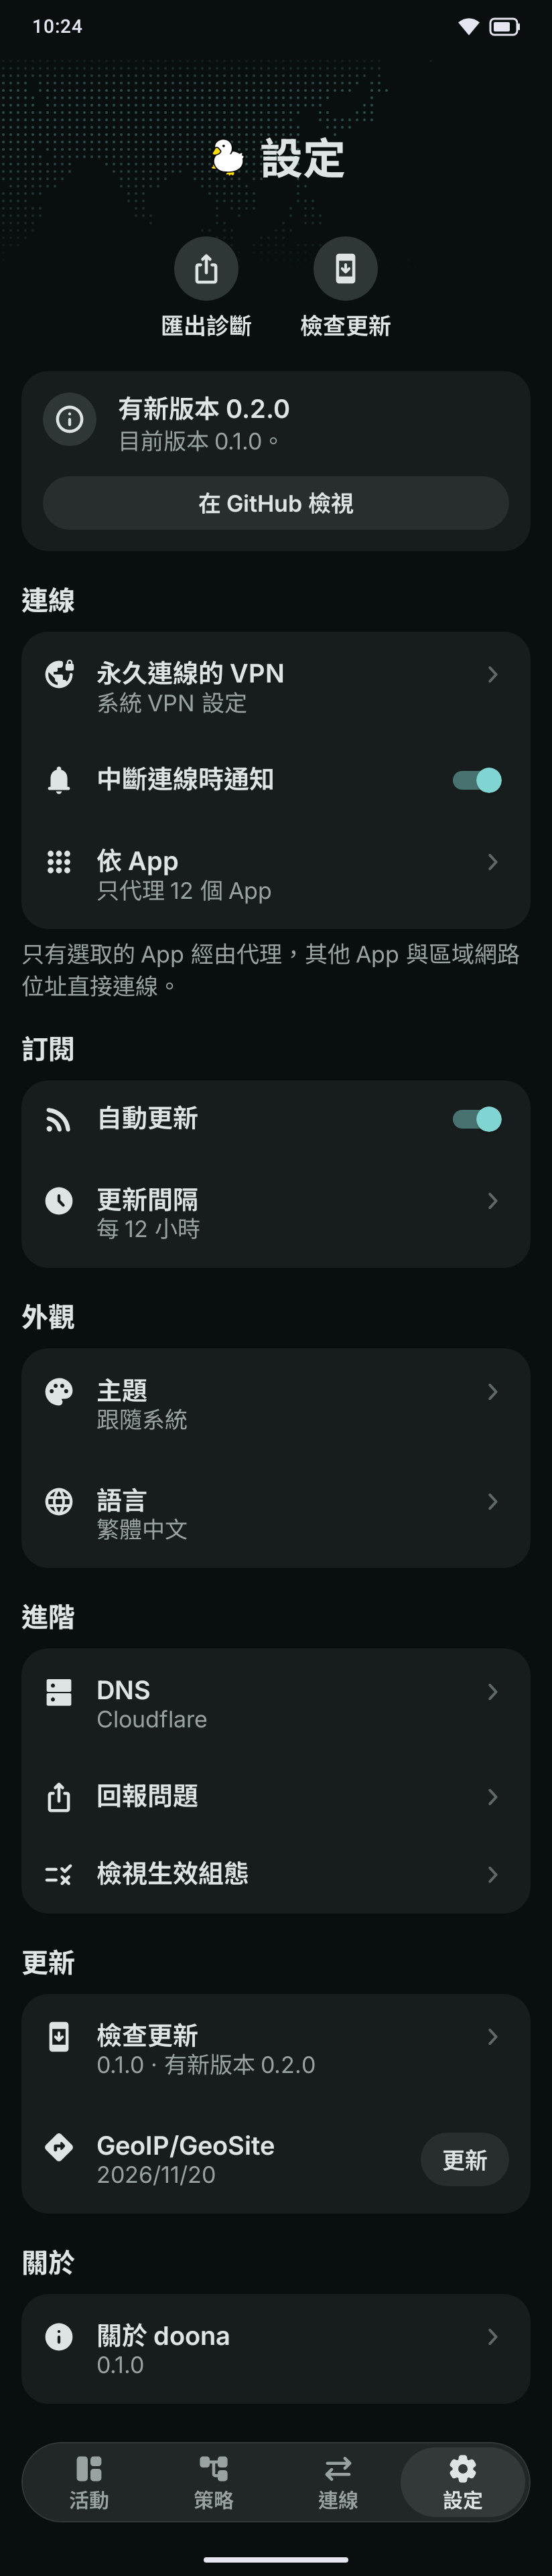 10:24
設定
匯出診斷
檢查更新
有新版本 0.2.0
目前版本 0.1.0。
在 GitHub 檢視
連線
永久連線的 VPN
系統 VPN 設定
中斷連線時通知
依 App
只代理 12 個 App
只有選取的 App 經由代理，其他 App 與區域網路
位址直接連線。
訂閱
自動更新
更新間隔
每 12 小時
外觀
主題
跟隨系統
語言
繁體中文
進階
DNS
Cloudflare
回報問題
檢視生效組態
更新
檢查更新
0.1.0 · 有新版本 0.2.0
GeoIP/GeoSite
2026/11/20
更新
關於
關於 doona
0.1.0
活動
策略
連線
設定